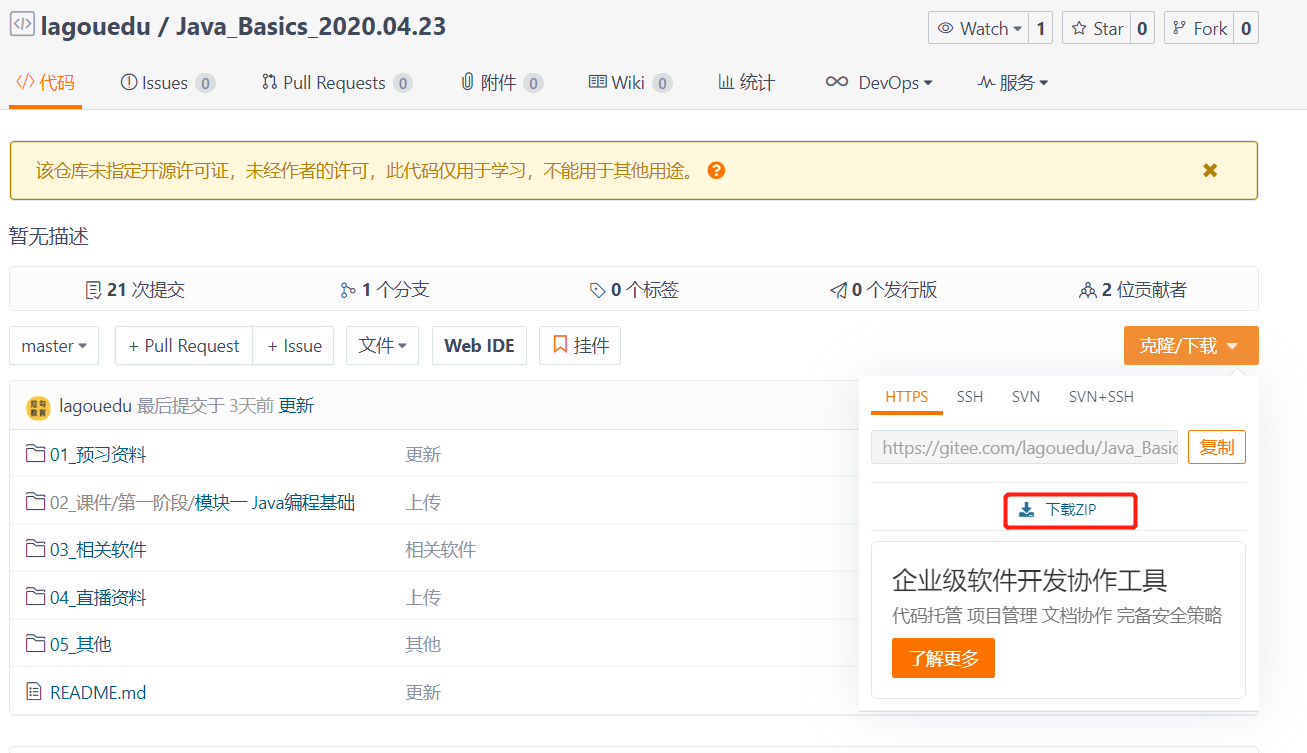 lagouedu / Java_Basics_2020.04.23
Watch 1 Star 0 Fork 0
代码 Issues 0 Pull Requests 0 附件 0 Wiki 0 统计 DevOps 服务
该仓库未指定开源许可证，未经作者的许可，此代码仅用于学习，不能用于其他用途。
暂无描述
21 次提交 1 个分支 0 个标签 0 个发行版 2 位贡献者
master + Pull Request + Issue 文件 Web IDE 挂件 克隆/下载
拉勾
教育
lagouedu 最后提交于 3天前 更新
01_预习资料 更新
02_课件/第一阶段/模块一 Java编程基础 上传
03_相关软件 相关软件
04_直播资料 上传
05_其他 其他
README.md 更新
HTTPS SSH SVN SVN+SSH
https://gitee.com/lagouedu/Java_Basic 复制
下载ZIP
企业级软件开发协作工具
代码托管 项目管理 文档协作 完备安全策略
了解更多